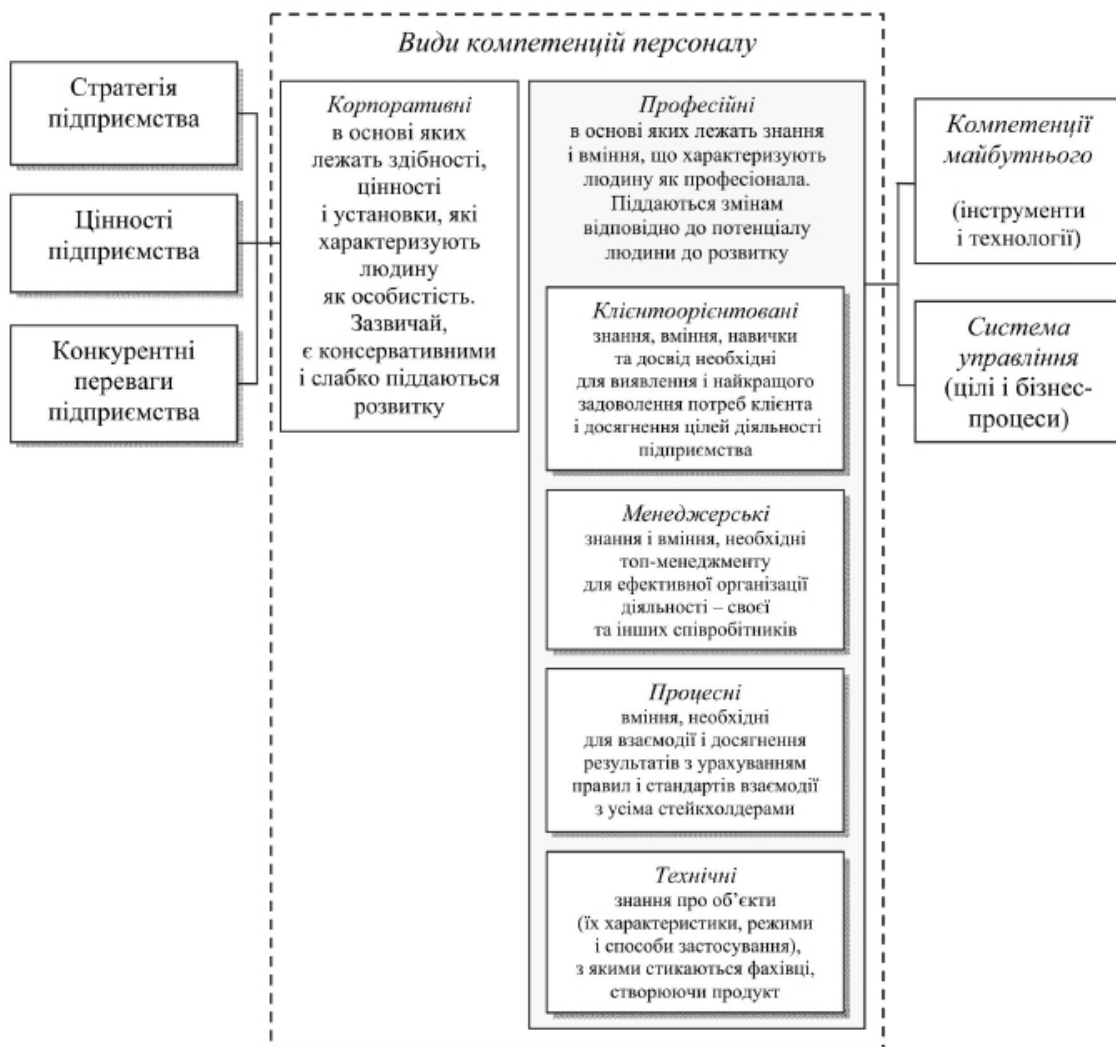 Види компетенцій персоналу
Стратегія
підприємства
Цінності
підприємства
Конкурентні
переваги
підприємства
Корпоративні
в основі яких
лежать здібності,
цінності
і установки, які
характеризують
людину
як особистість.
Зазвичай,
є консервативними
і слабко піддаються
розвитку
Професійні
в основі яких лежать знання
і вміння, що характеризують
людину як професіонала.
Піддаються змінам
відповідно до потенціалу
людини до розвитку
Клієнтоорієнтовані
знання, вміння, навички
та досвід необхідні
для виявлення і найкращого
задоволення потреб клієнта
і досягнення цілей діяльності
підприємства
Менеджерські
знання і вміння, необхідні
топ-менеджменту
для ефективної організації
діяльності – своєї
та інших співробітників
Процесні
вміння, необхідні
для взаємодії і досягнення
результатів з урахуванням
правил і стандартів взаємодії
з усіма стейкхолдерами
Технічні
знання про об’єкти
(їх характеристики, режими
і способи застосування),
з якими стикаються фахівці,
створюючи продукт
Компетенції
майбутнього
(інструменти
і технології)
Система
управління
(цілі і бізнес-
процеси)